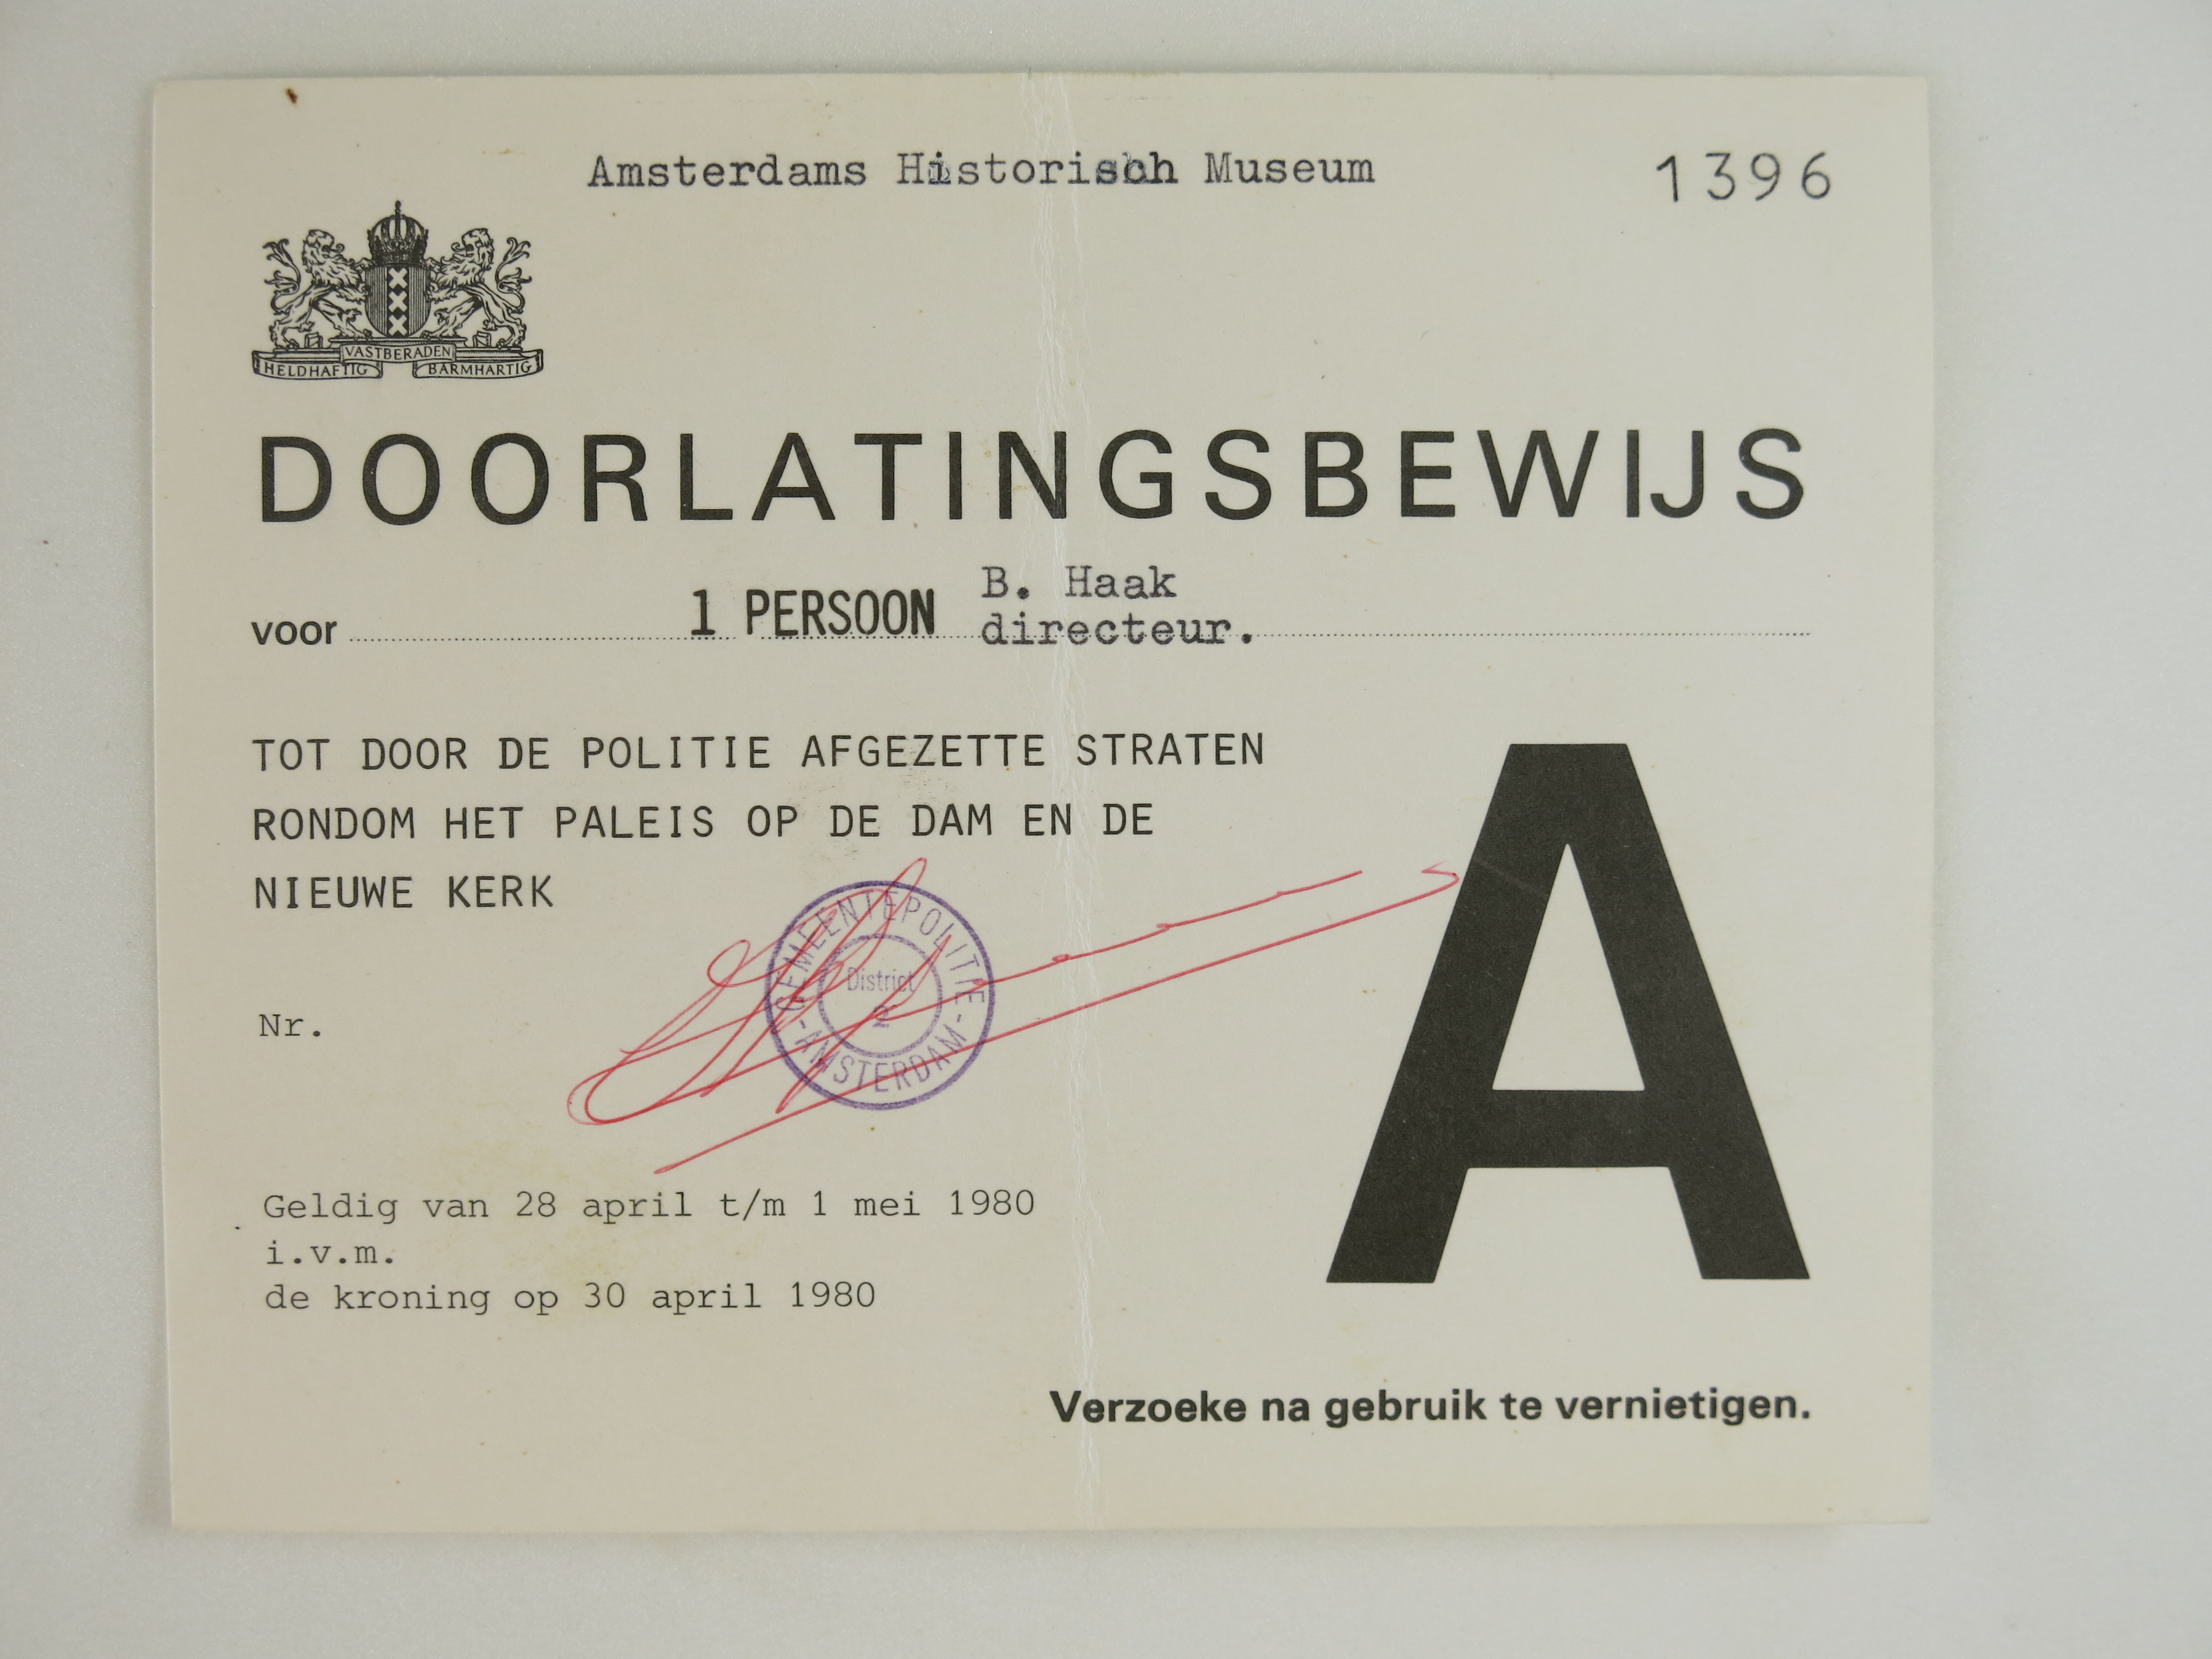 Amsterdams Historisch Museum
1396
VASTBERADEN
HELDHAFTIG BARMHARTIG
DOORLATINGSBEWIJS
B. Haak
voor 1 PERSOON directeur.
TOT DOOR DE POLITIE AFGEZETTE STRATEN
RONDOM HET PALEIS OP DE DAM EN DE
NIEUWE KERK
A
GEMEENTEPOLITIE
District
2
-AMSTERDAM-
Nr.
Geldig van 28 april t/m 1 mei 1980
i.v.m.
de kroning op 30 april 1980
Verzoeke na gebruik te vernietigen.